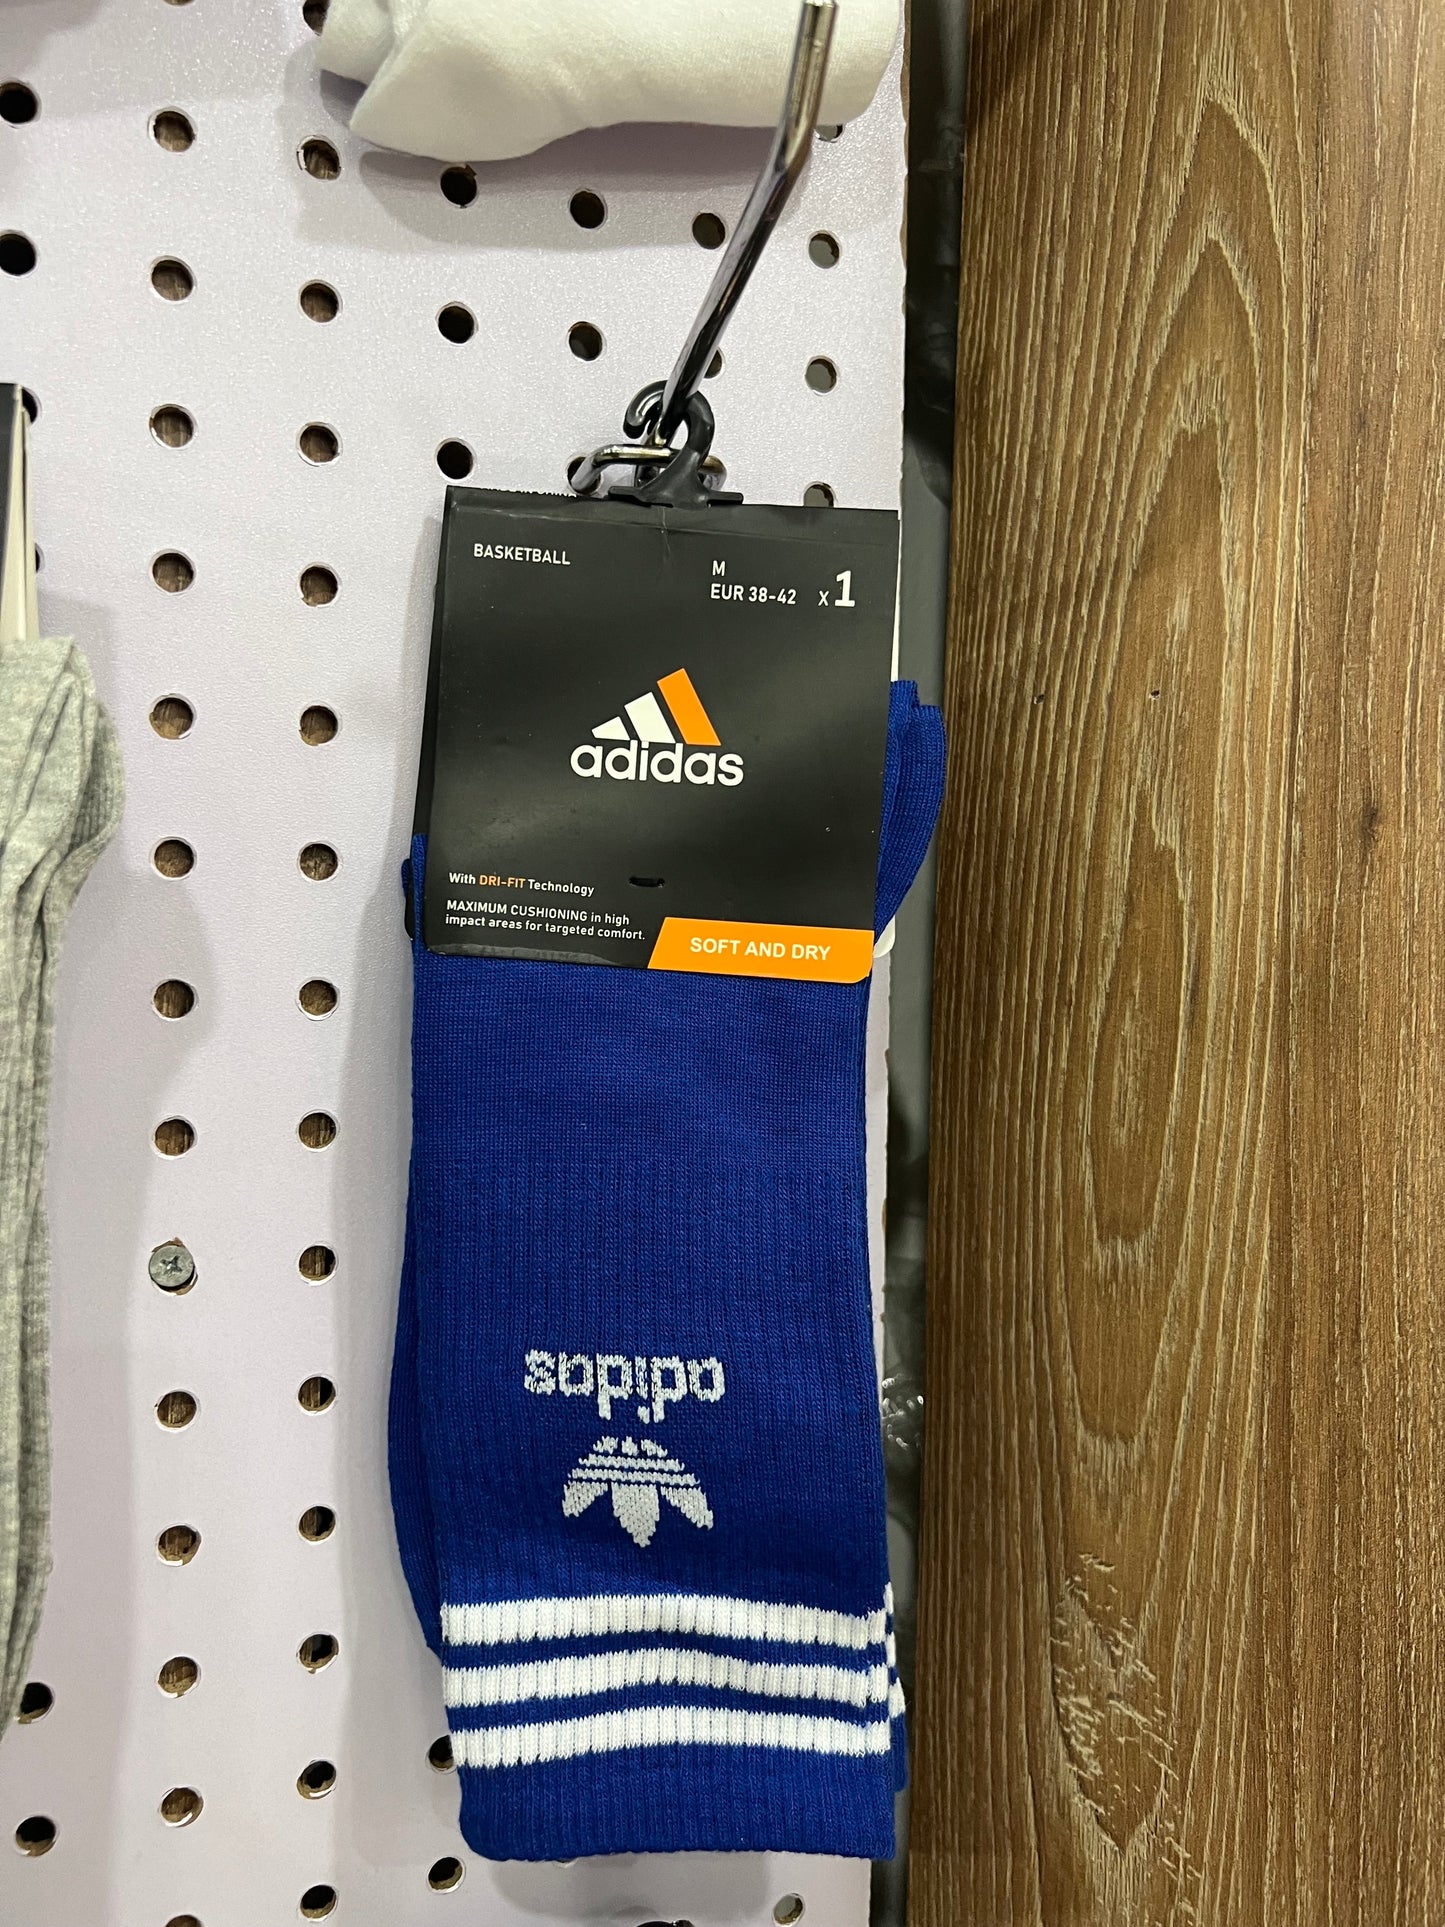 BASKETBALL
M
EUR 38-42 x 1
adidas
With DRI-FIT Technology
MAXIMUM CUSHIONING in high
impact areas for targeted comfort.
SOFT AND DRY
adidas